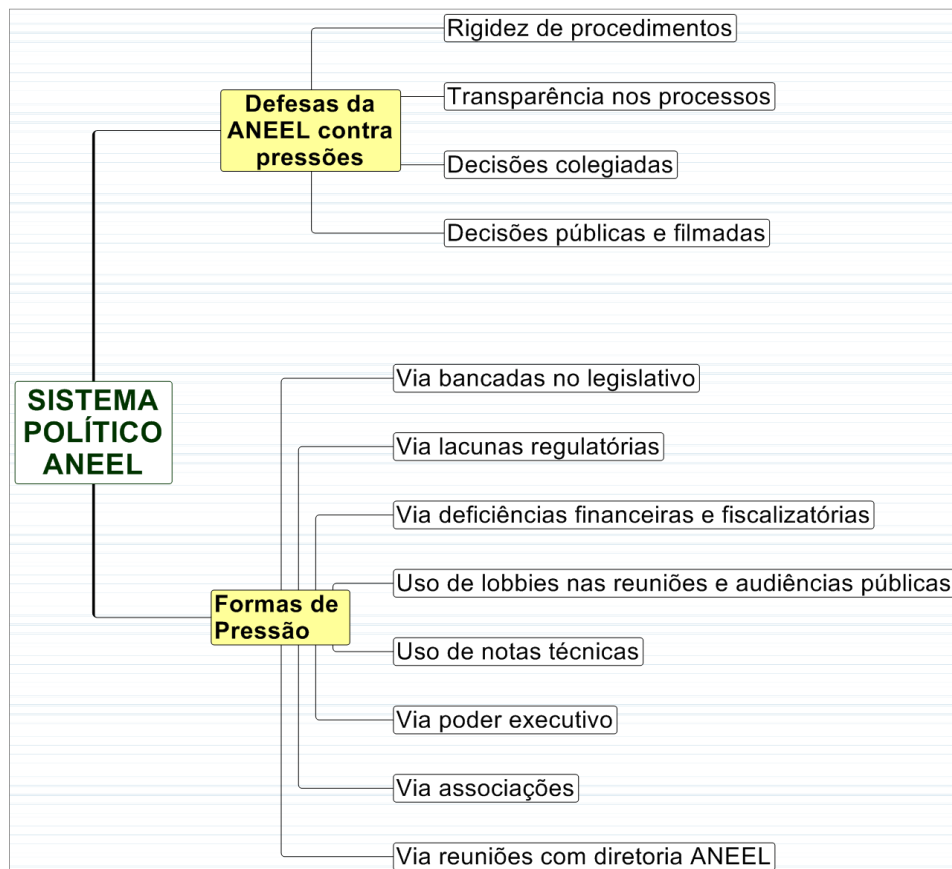 Rigidez de procedimentos
Defesas da
ANEEL contra
pressões
Transparência nos processos
Decisões colegiadas
Decisões públicas e filmadas
SISTEMA
POLÍTICO
ANEEL
Via bancadas no legislativo
Via lacunas regulatórias
Via deficiências financeiras e fiscalizatórias
Uso de lobbies nas reuniões e audiências públicas
Formas de
Pressão
Uso de notas técnicas
Via poder executivo
Via associações
Via reuniões com diretoria ANEEL